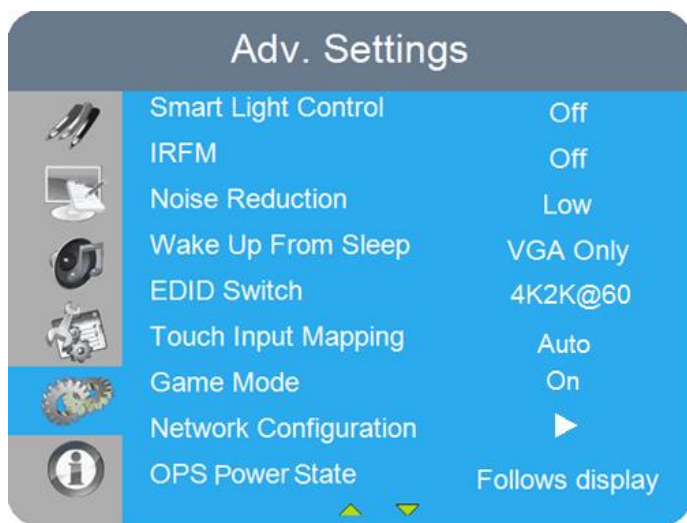 Adv. Settings
Smart Light Control Off
IRFM Off
Noise Reduction Low
Wake Up From Sleep VGA Only
EDID Switch 4K2K@60
Touch Input Mapping Auto
Game Mode On
Network Configuration
OPS Power State Follows display